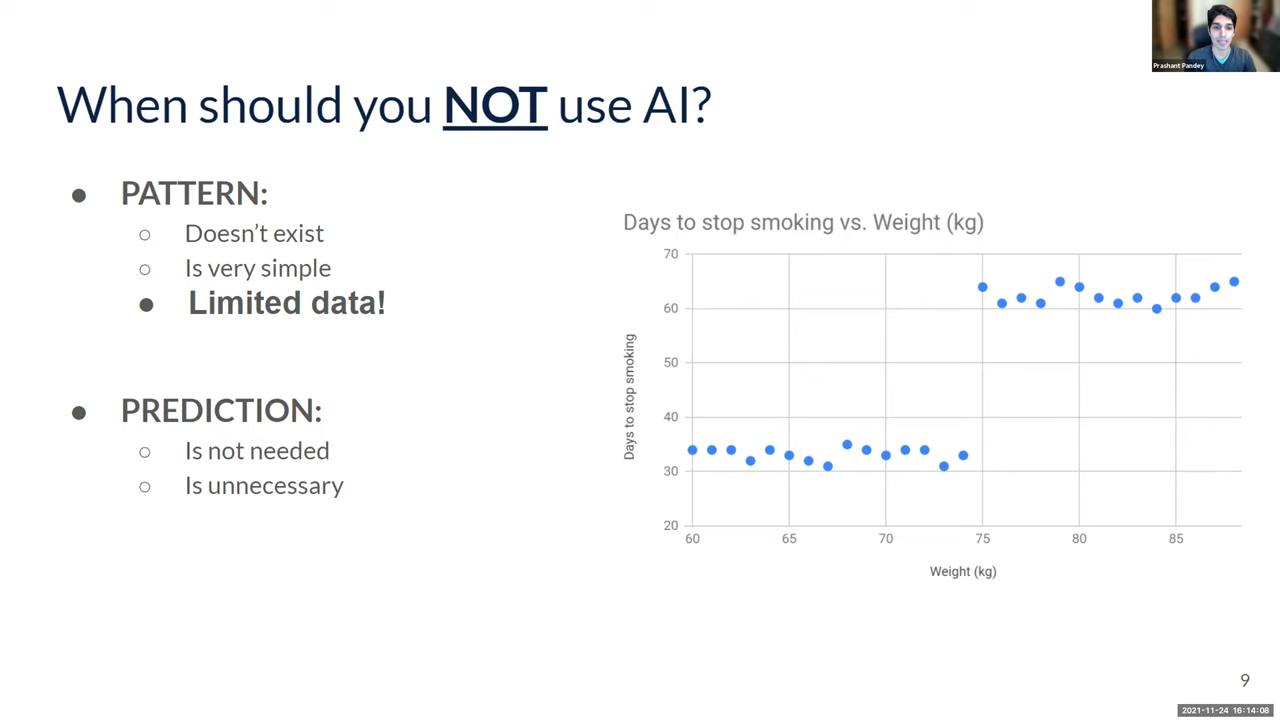 Prashant Pandey
When should you NOT use AI?
● PATTERN:
○ Doesn’t exist
○ Is very simple
● Limited data!
● PREDICTION:
○ Is not needed
○ Is unnecessary
Days to stop smoking vs. Weight (kg)
Days to stop smoking
70
60
50
40
30
20
60 65 70 75 80 85
Weight (kg)
9
2021-11-24 16:14:08